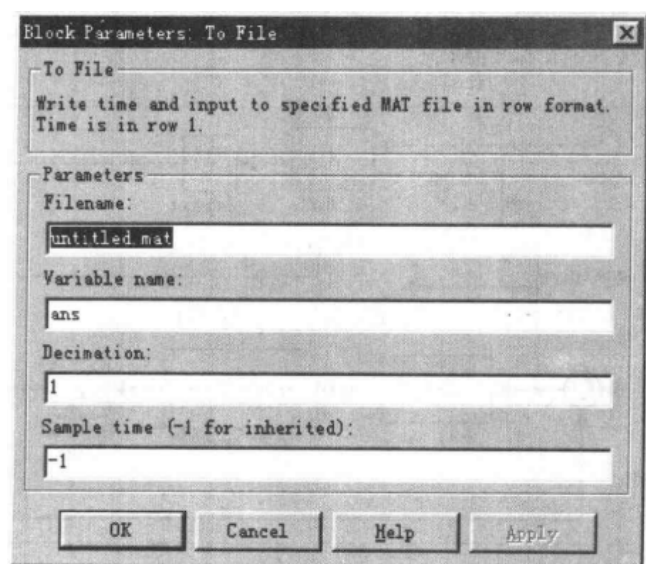 Block Parameters: To File
To File
Write time and input to specified MAT file in row format.
Time is in row 1.
Parameters
Filename:
untitled.mat
Variable name:
ans
Decimation:
1
Sample time (-1 for inherited):
-1
OK
Cancel
Help
Apply